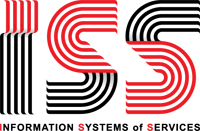 ISS
INFORMATION SYSTEMS of SERVICES